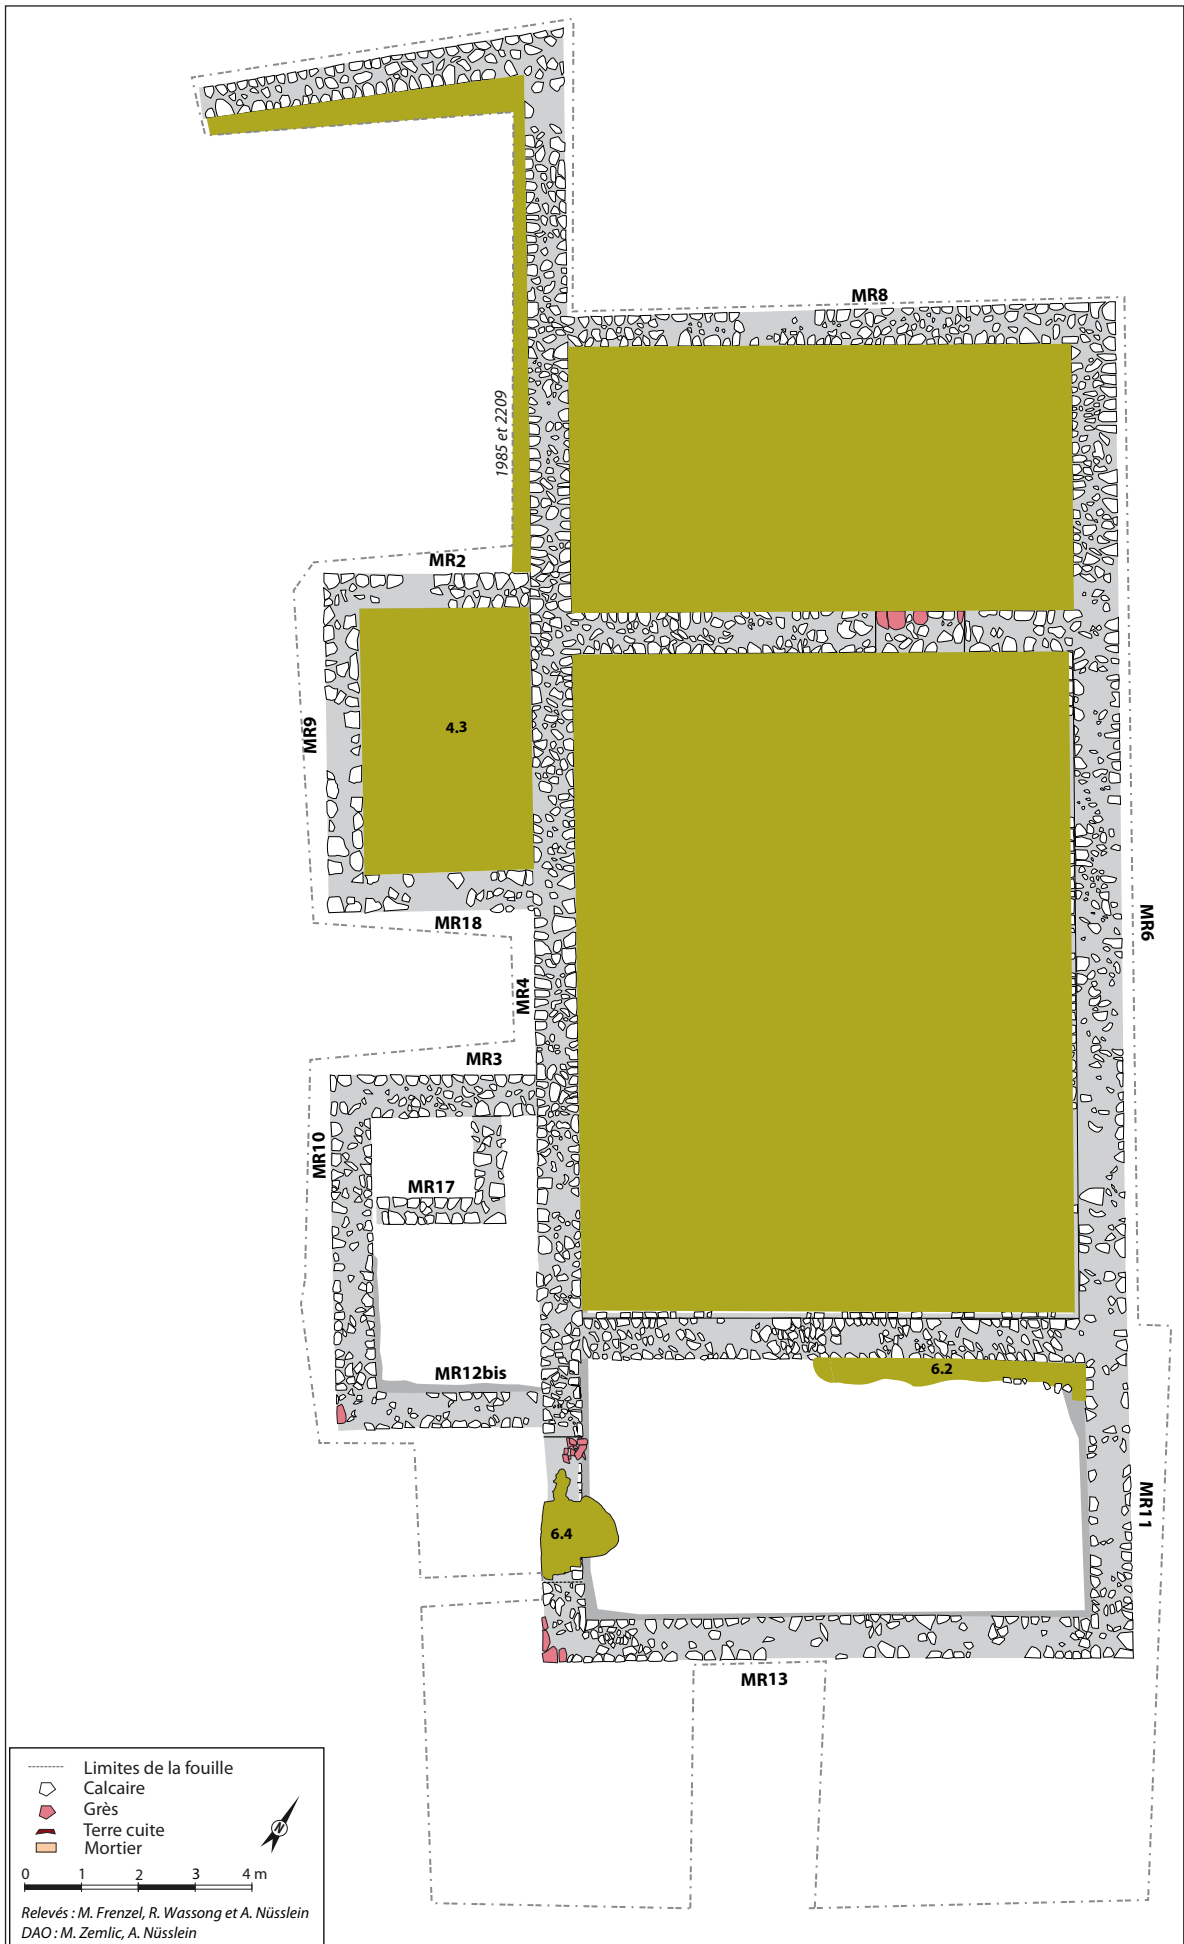 MR8
1985 et 2209
MR2
4.3
MR9
MR18
MR6
MR4
MR3
MR10
MR17
MR12bis
6.2
MR11
6.4
MR13
Limites de la fouille
Calcaire
Grès
Terre cuite
Mortier
N
0 1 2 3 4 m
Relevés : M. Frenzel, R. Wassong et A. Nüsslein
DAO : M. Zemlic, A. Nüsslein